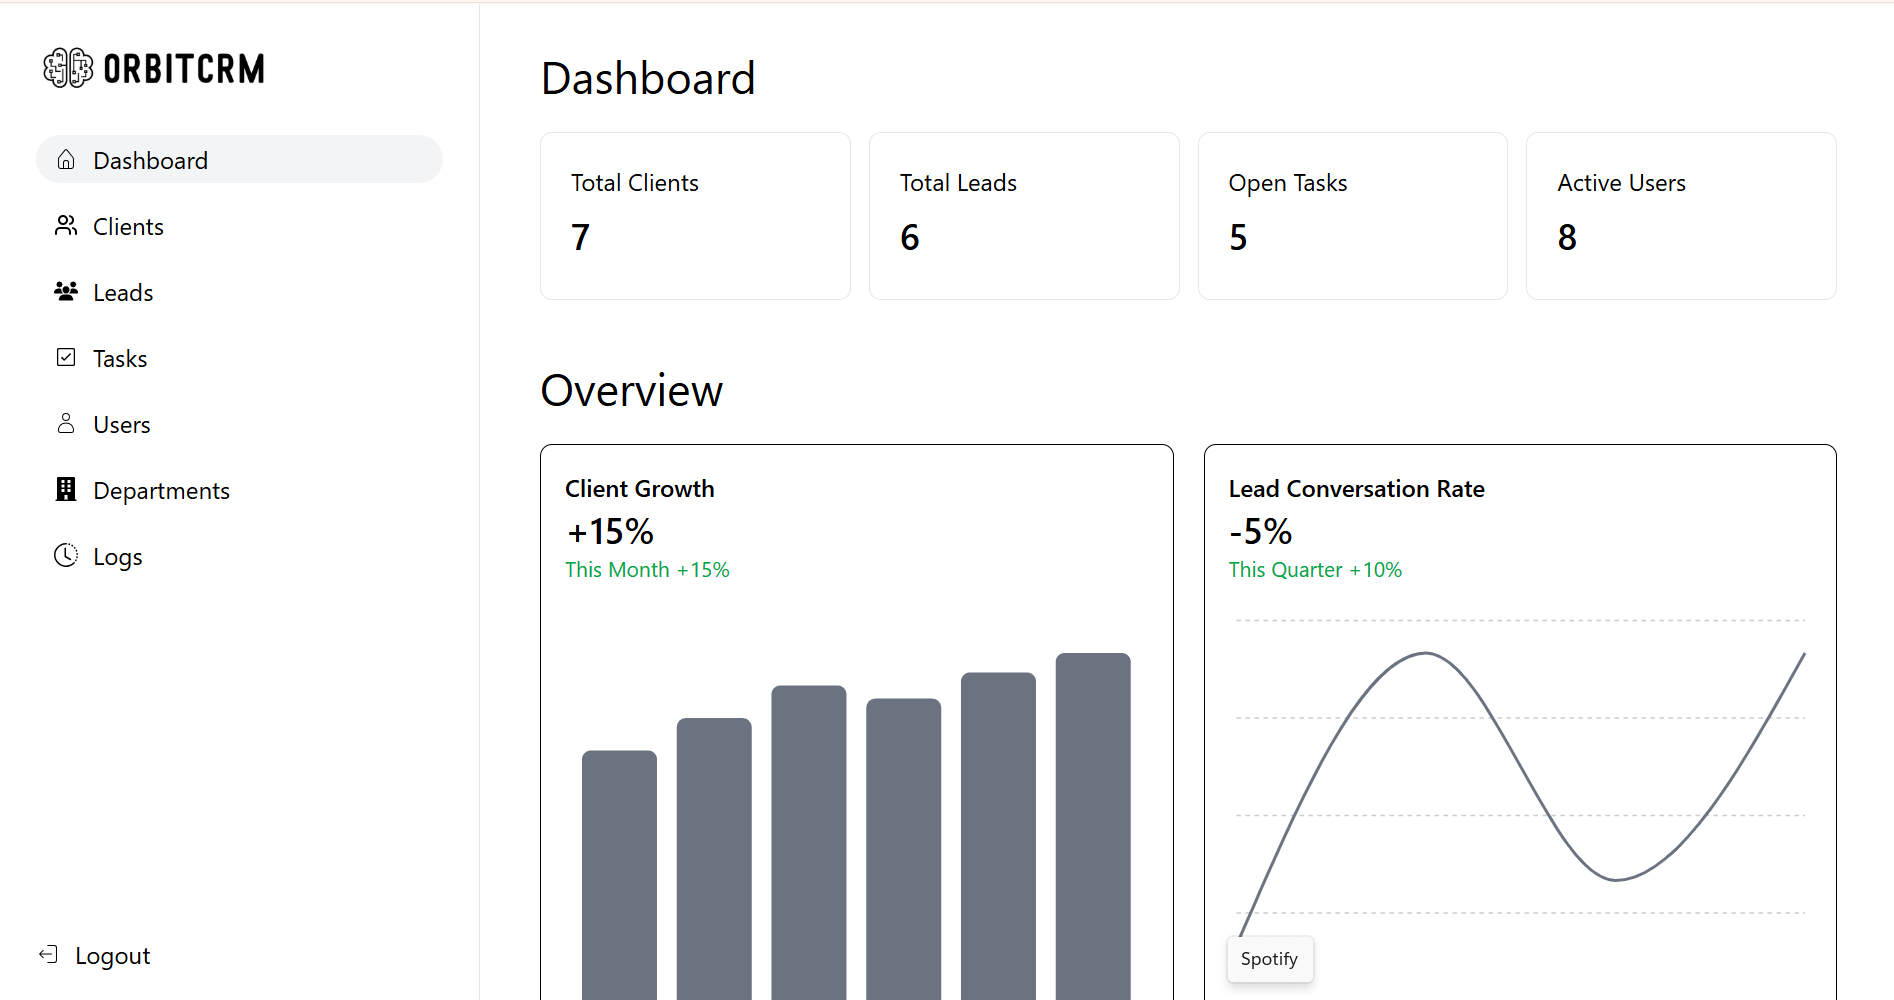 ORBITCRM
Dashboard
Clients
Leads
Tasks
Users
Departments
Logs
Logout
Dashboard
Total Clients
7
Total Leads
6
Open Tasks
5
Active Users
8
Overview
Client Growth
+15%
This Month +15%
Lead Conversation Rate
-5%
This Quarter +10%
Spotify